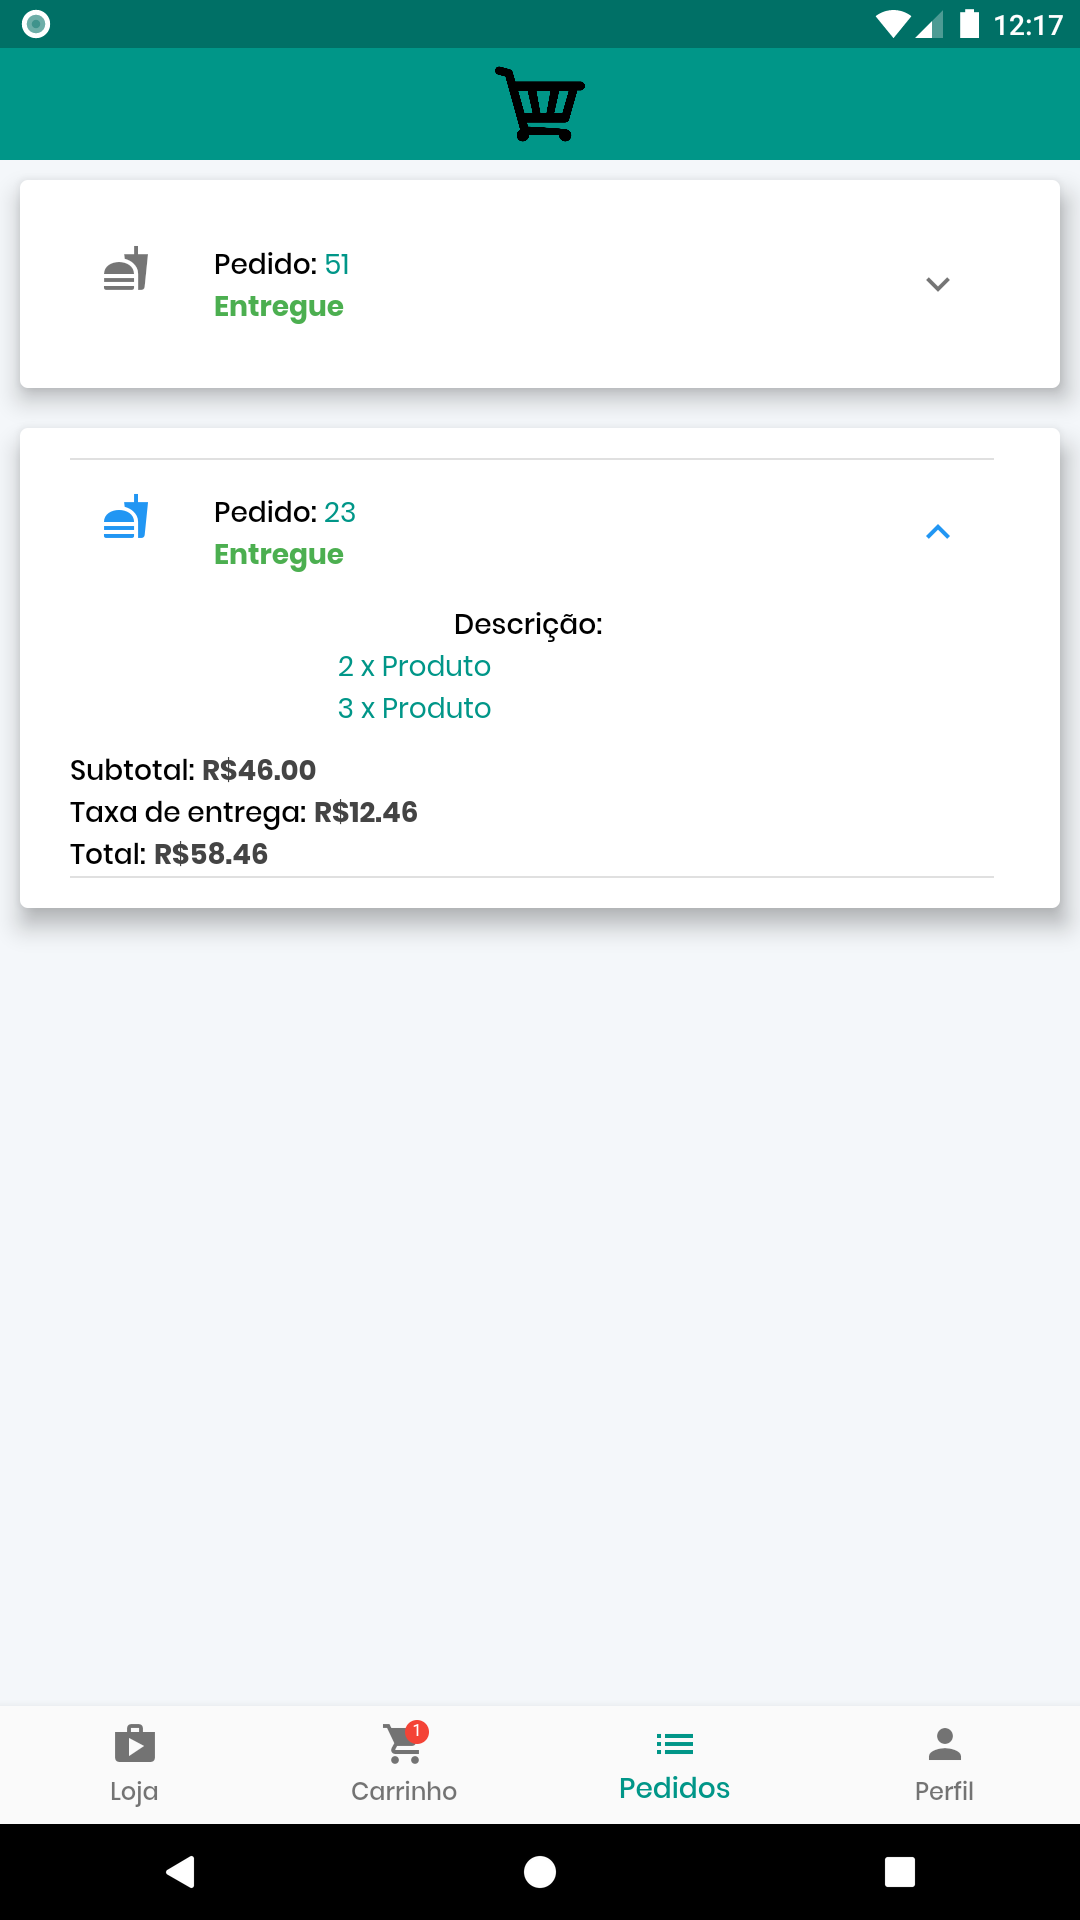 12:17
Pedido: 51
Entregue
Pedido: 23
Entregue
Descrição:
2 x Produto
3 x Produto
Subtotal: R$46.00
Taxa de entrega: R$12.46
Total: R$58.46
1
Loja
Carrinho
Pedidos
Perfil